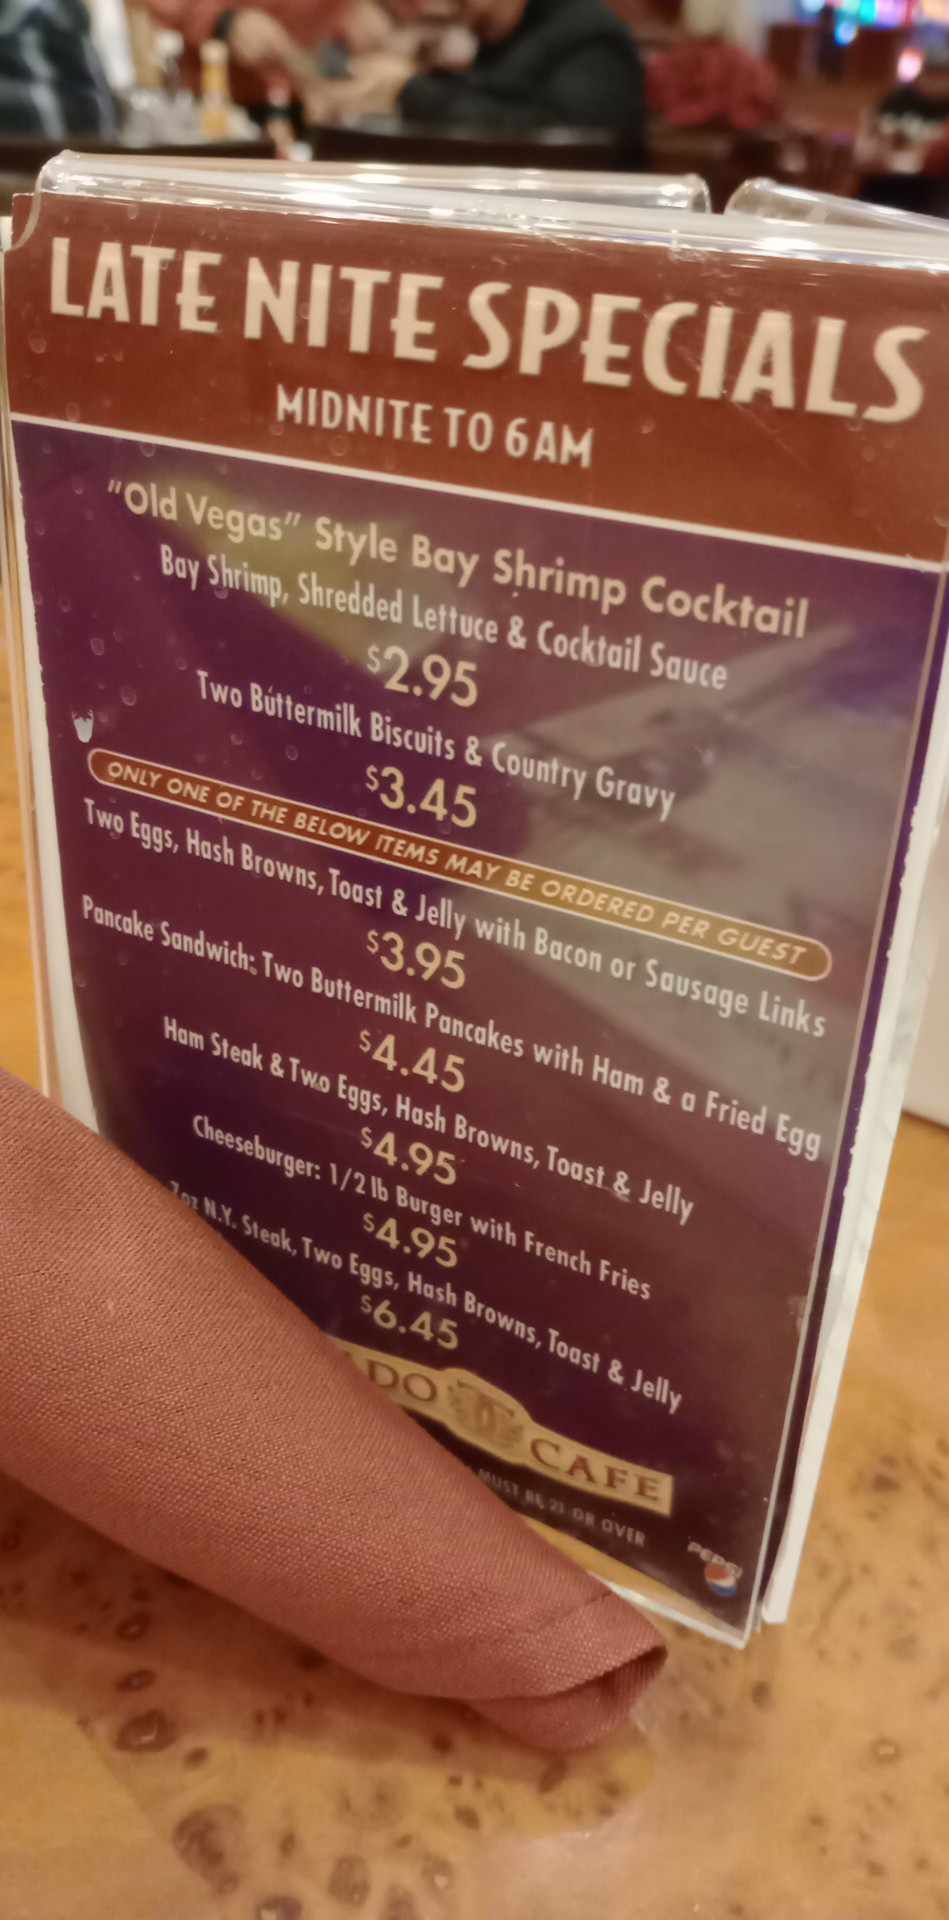 LATE NITE SPECIALS
MIDNITE TO 6 AM
"Old Vegas" Style Bay Shrimp Cocktail
Bay Shrimp, Shredded Lettuce & Cocktail Sauce
$2.95
Two Buttermilk Biscuits & Country Gravy
$3.45
ONLY ONE OF THE BELOW ITEMS MAY BE ORDERED PER GUEST
Two Eggs, Hash Browns, Toast & Jelly with Bacon or Sausage Links
$3.95
Pancake Sandwich: Two Buttermilk Pancakes with Ham & a Fried Egg
$4.45
Ham Steak & Two Eggs, Hash Browns, Toast & Jelly
$4.95
Cheeseburger: 1/2 lb Burger with French Fries
$4.95
7oz N.Y. Steak, Two Eggs, Hash Browns, Toast & Jelly
$6.45
DO CAFE
MUST BE 21 OR OVER
PEPSI